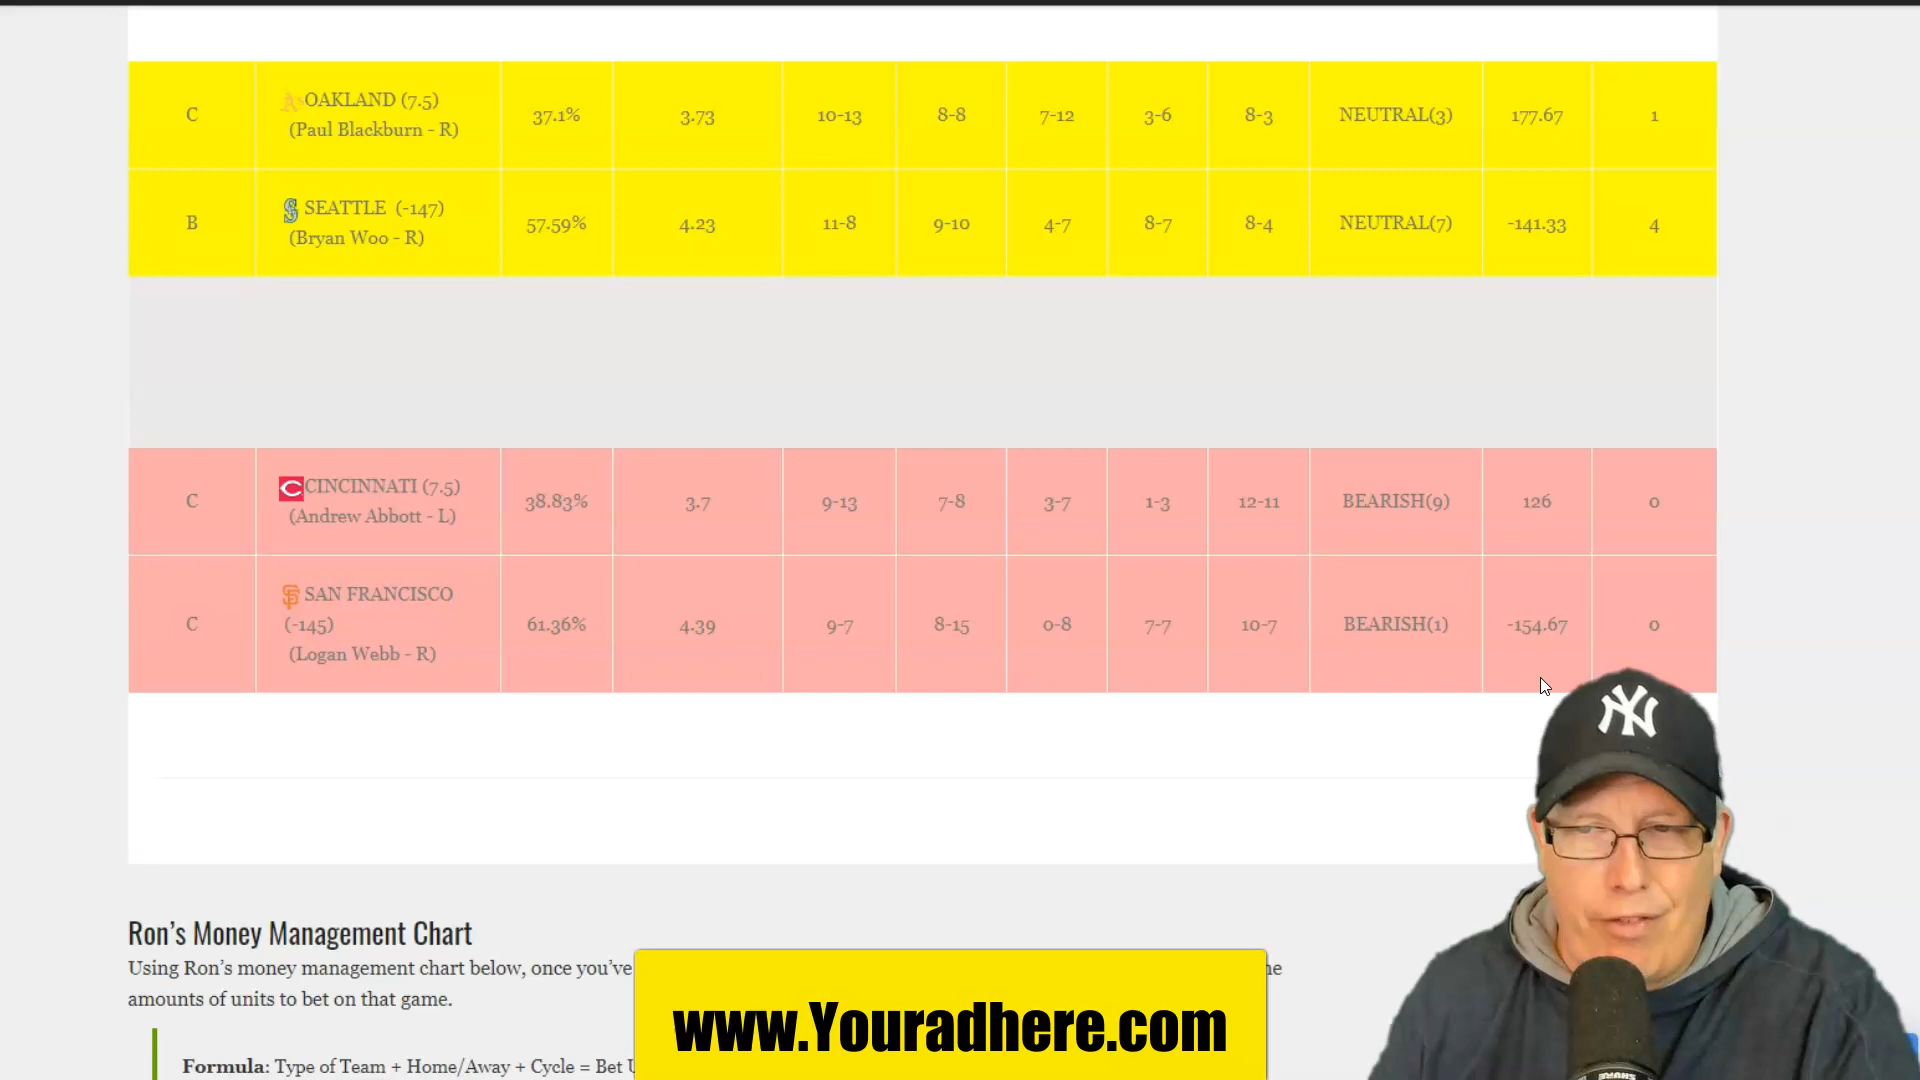 C
OAKLAND (7.5)
(Paul Blackburn - R)
37.1%
3.73
10-13
8-8
7-12
3-6
8-3
NEUTRAL(3)
177.67
1
B
SEATTLE (-147)
(Bryan Woo - R)
57.59%
4.23
11-8
9-10
4-7
8-7
8-4
NEUTRAL(7)
-141.33
4
C
CINCINNATI (7.5)
(Andrew Abbott - L)
38.83%
3.7
9-13
7-8
3-7
1-3
12-11
BEARISH(9)
126
0
C
SAN FRANCISCO
(-145)
(Logan Webb - R)
61.36%
4.39
9-7
8-15
0-8
7-7
10-7
BEARISH(1)
-154.67
0
NY
Ron's Money Management Chart
Using Ron's money management chart below, once you've
amounts of units to bet on that game.
Formula: Type of Team + Home/Away + Cycle = Bet
www.Youradhere.com